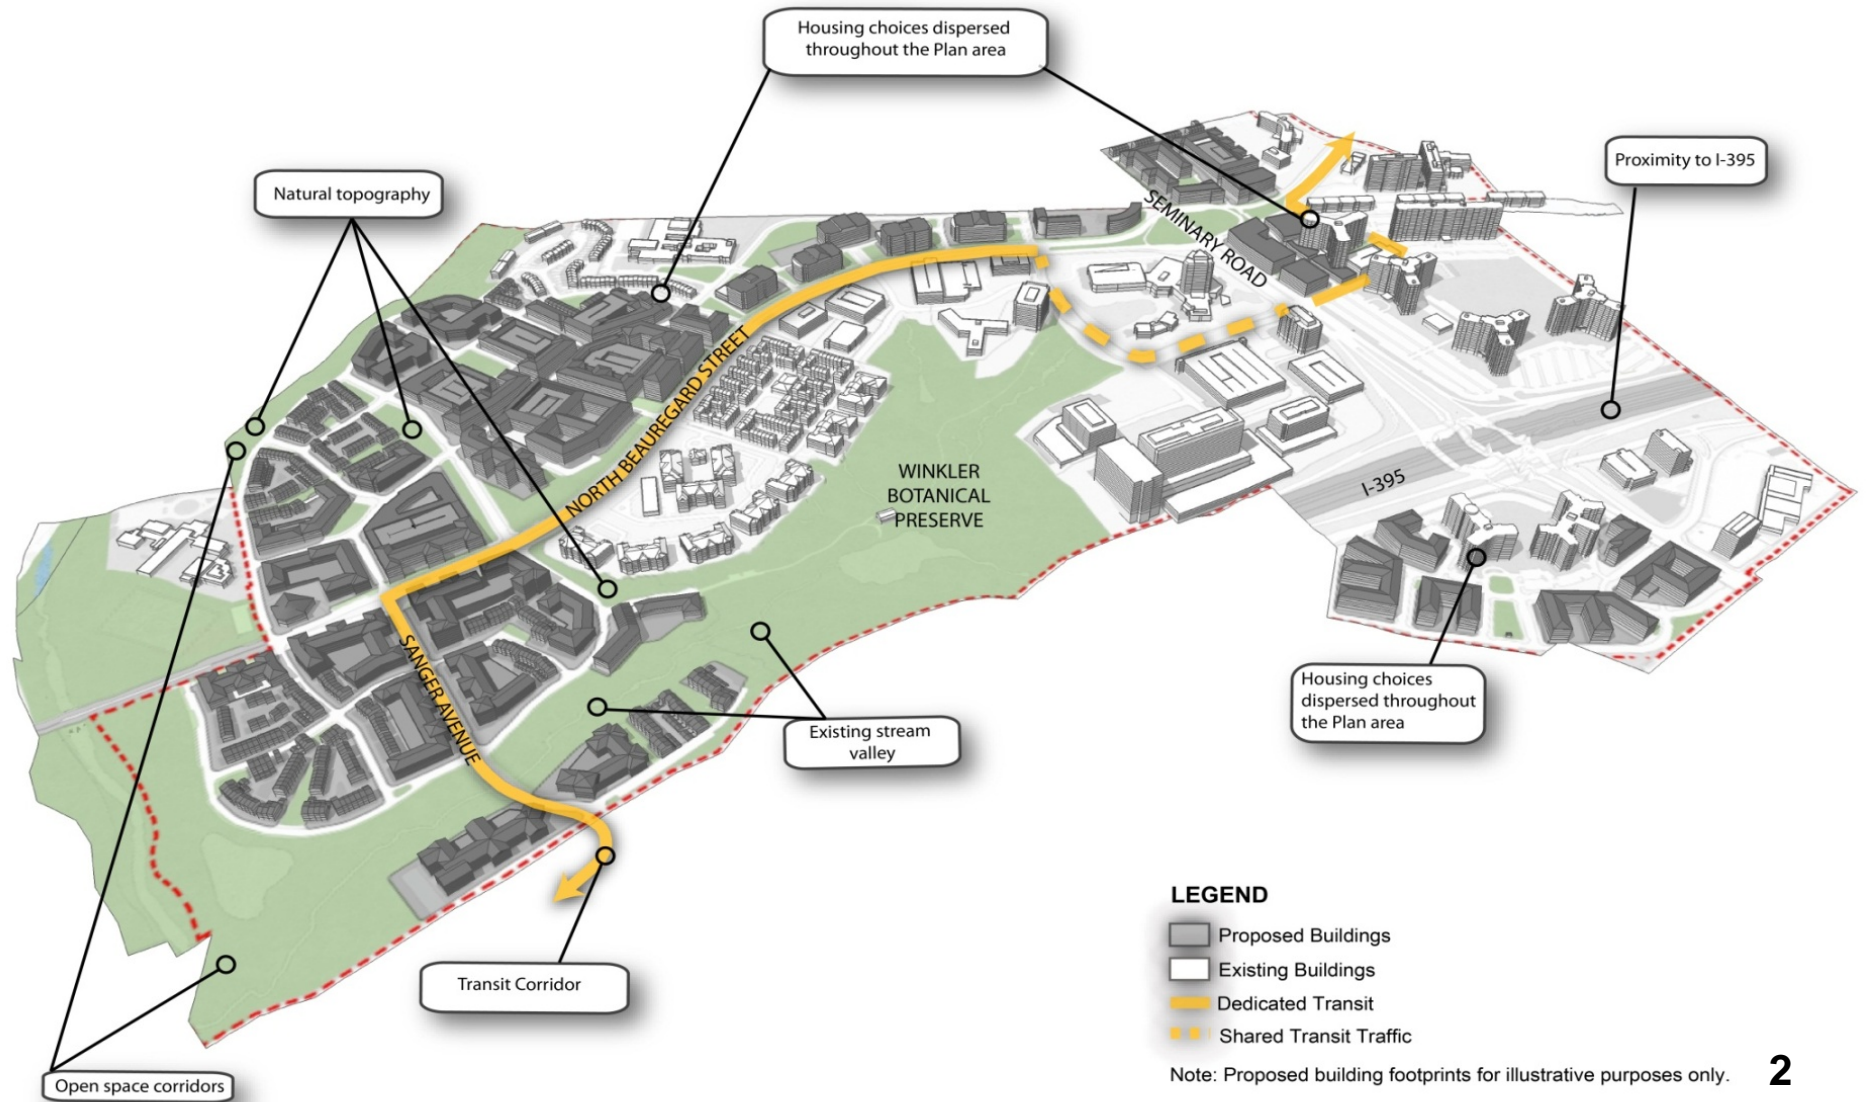 Housing choices dispersed
throughout the Plan area
Proximity to I-395
Natural topography
SEMINARY ROAD
NORTH BEAUREGARD STREET
WINKLER
BOTANICAL
PRESERVE
I-395
SANGER AVENUE
Housing choices
dispersed throughout
the Plan area
Existing stream
valley
Transit Corridor
Open space corridors
LEGEND
Proposed Buildings
Existing Buildings
Dedicated Transit
Shared Transit Traffic
Note: Proposed building footprints for illustrative purposes only.
2